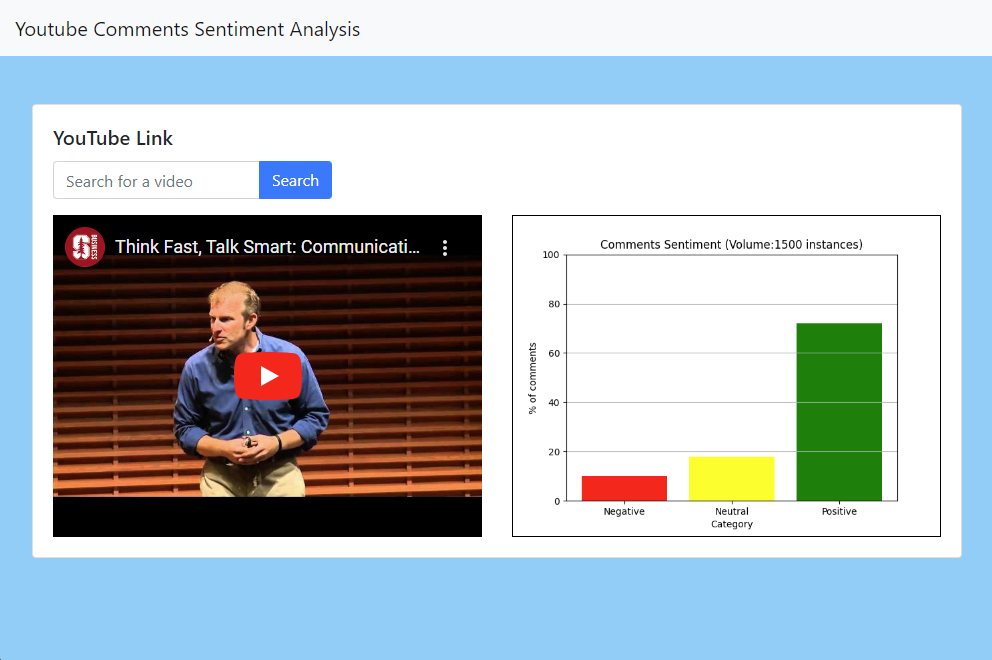 Youtube Comments Sentiment Analysis
YouTube Link
Search for a video
Search
S
BUSINESS
Think Fast, Talk Smart: Communicati...
Comments Sentiment (Volume:1500 instances)
100
80
60
40
20
0
% of comments
Negative
Neutral
Positive
Category